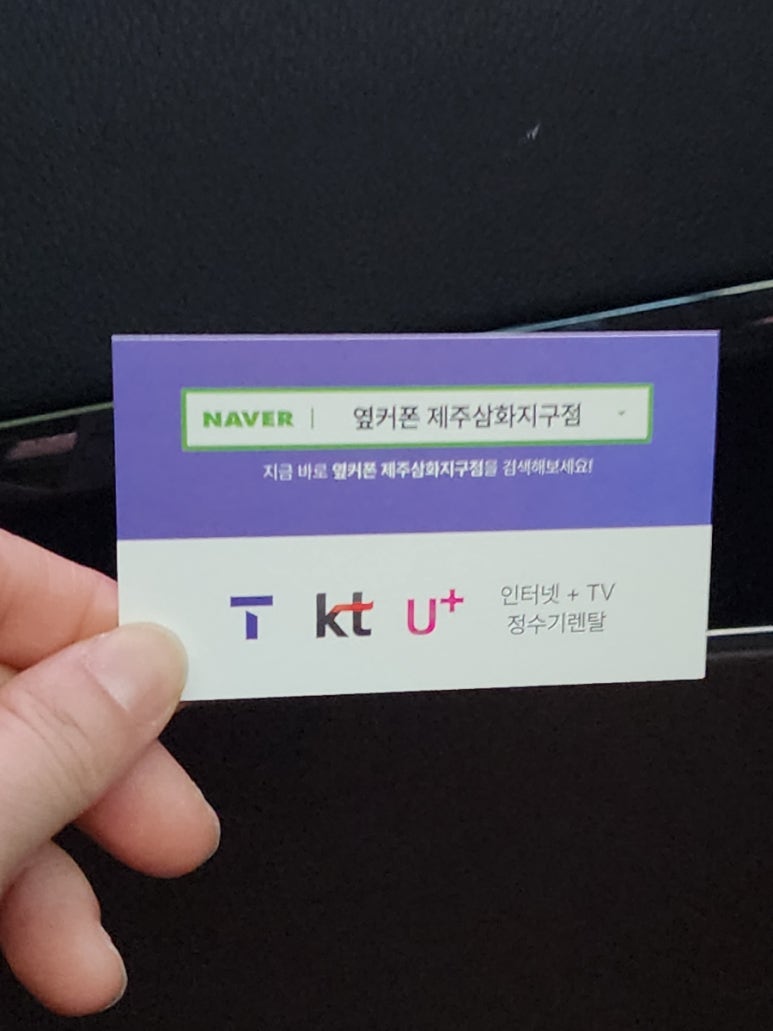 NAVER | 옆커폰 제주삼화지구점
지금 바로 옆커폰 제주삼화지구점을 검색해보세요!
T kt U+ 인터넷 + TV
정수기렌탈